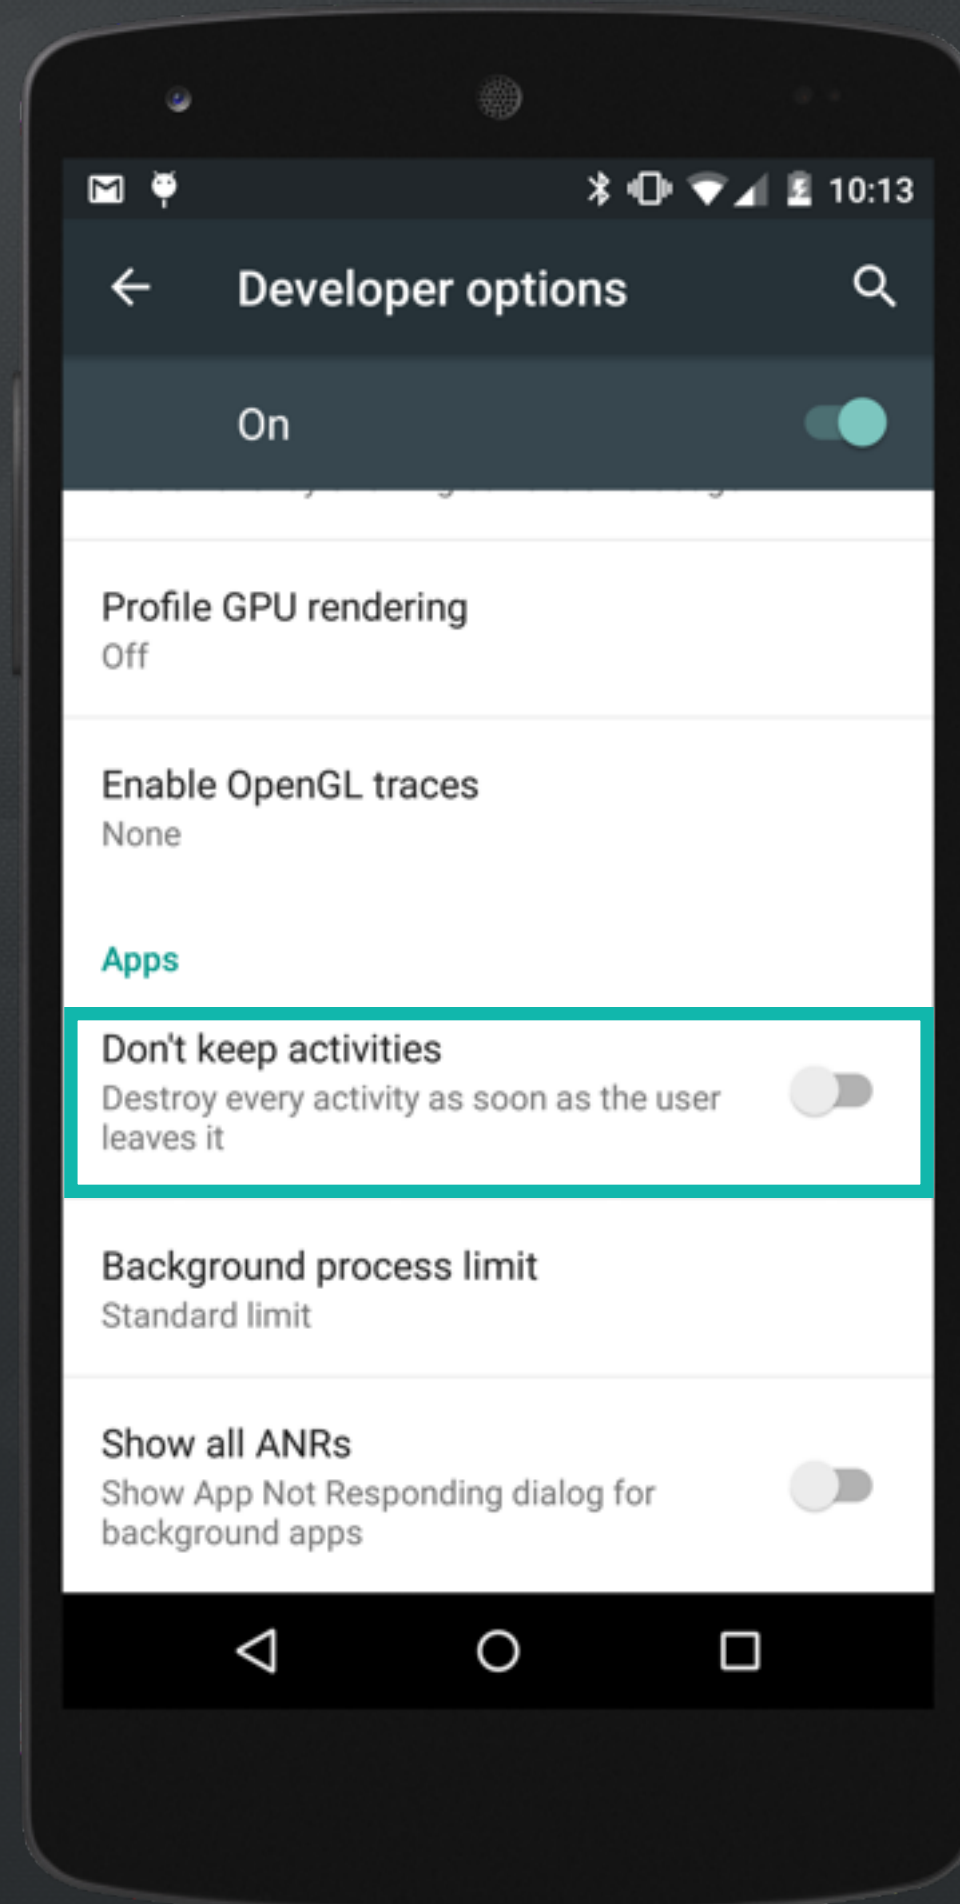 10:13
Developer options
On
Profile GPU rendering
Off
Enable OpenGL traces
None
Apps
Don't keep activities
Destroy every activity as soon as the user
leaves it
Background process limit
Standard limit
Show all ANRs
Show App Not Responding dialog for
background apps